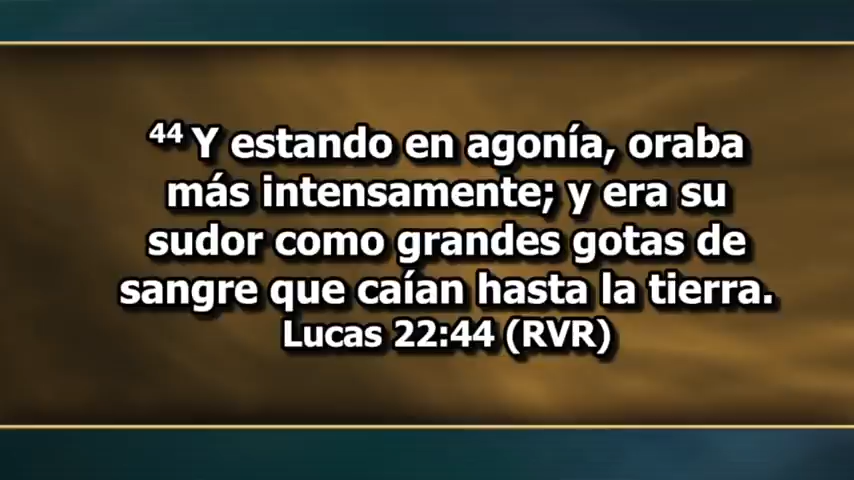 44 Y estando en agonía, oraba
más intensamente; y era su
sudor como grandes gotas de
sangre que caían hasta la tierra.
Lucas 22:44 (RVR)